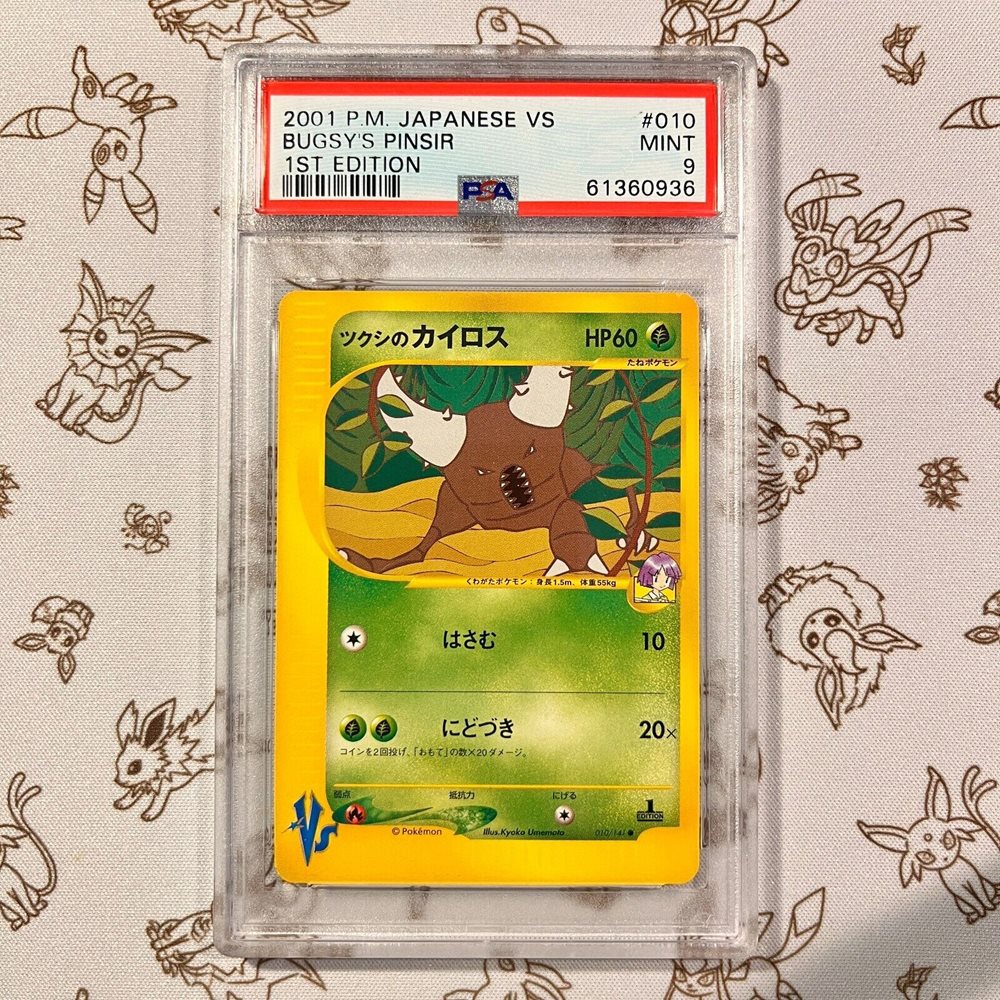 2001 P.M. JAPANESE VS #010
BUGSY'S PINSIR MINT
1ST EDITION 9
PSA 61360936
ツクシの カイロス HP60
たねポケモン
くわがたポケモン:身長1.5m、体重55kg
はさむ 10
にどづき 20×
コインを2回投げ、「おもて」の数×20ダメージ。
弱点 抵抗力 にげる
1
EDITION
©Pokémon Illus.Kyoko Umemoto 010/141
VS